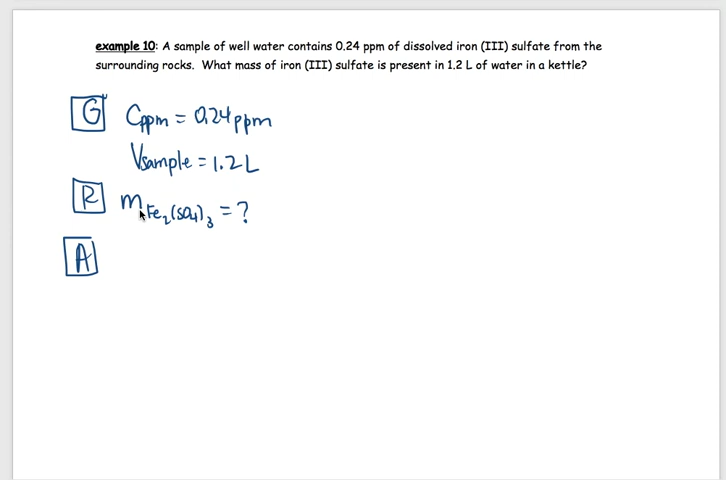 example 10: A sample of well water contains 0.24 ppm of dissolved iron (III) sulfate from the
surrounding rocks. What mass of iron (III) sulfate is present in 1.2 L of water in a kettle?
G Cppm = 0.24 ppm
Vsample = 1.2 L
R mFe₂(SO₄)₃ = ?
A